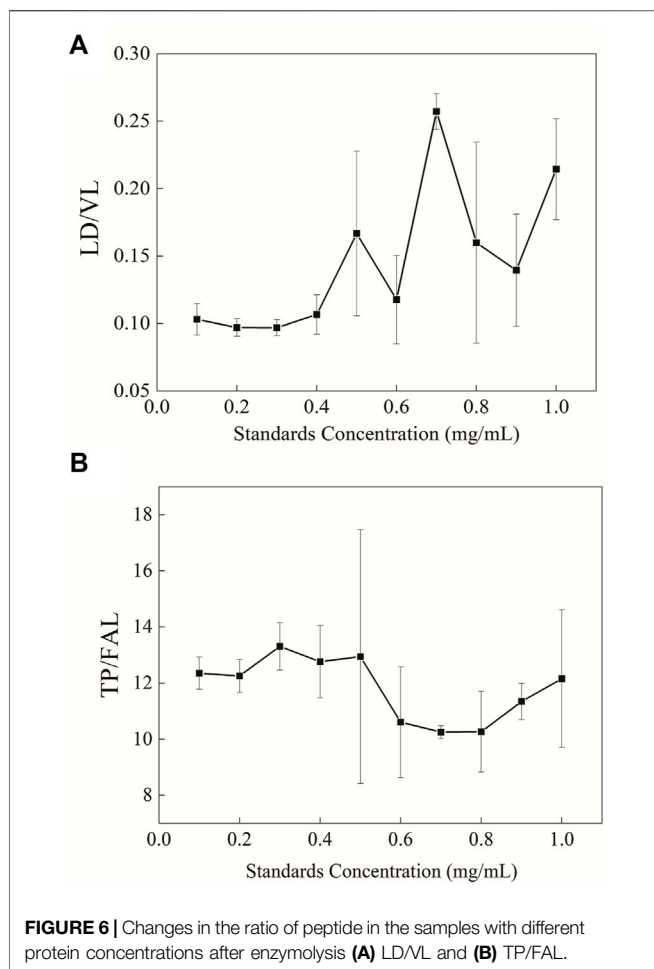 A
0.30
0.25
0.20
0.15
0.10
0.05
LD/VL
0.0 0.2 0.4 0.6 0.8 1.0
Standards Concentration (mg/mL)
B
18
16
14
12
10
8
TP/FAL
0.0 0.2 0.4 0.6 0.8 1.0
Standards Concentration (mg/mL)
FIGURE 6 | Changes in the ratio of peptide in the samples with different
protein concentrations after enzymolysis (A) LD/VL and (B) TP/FAL.